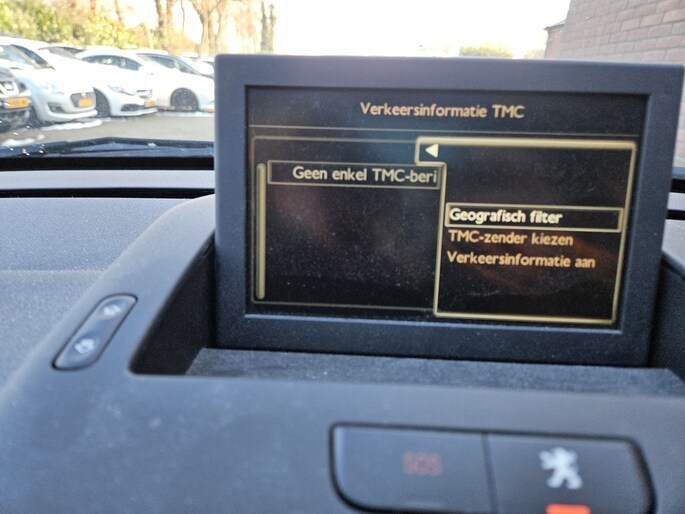 Verkeersinformatie TMC
Geen enkel TMC-beri
Geografisch filter
TMC-zender kiezen
Verkeersinformatie aan
SOS